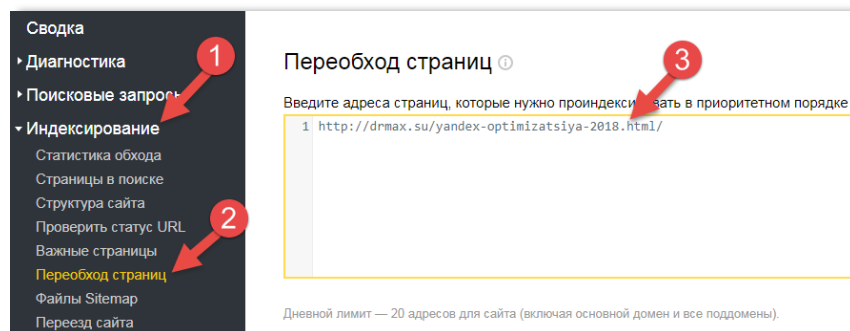 Сводка
Диагностика
Поисковые запросы
Индексирование
Статистика обхода
Страницы в поиске
Структура сайта
Проверить статус URL
Важные страницы
Переобход страниц
Файлы Sitemap
Переезд сайта
1
2
Переобход страниц
3
Введите адреса страниц, которые нужно проиндексировать в приоритетном порядке
1 http://drmax.su/yandex-optimizatsiya-2018.html/
Дневной лимит — 20 адресов для сайта (включая основной домен и все поддомены).